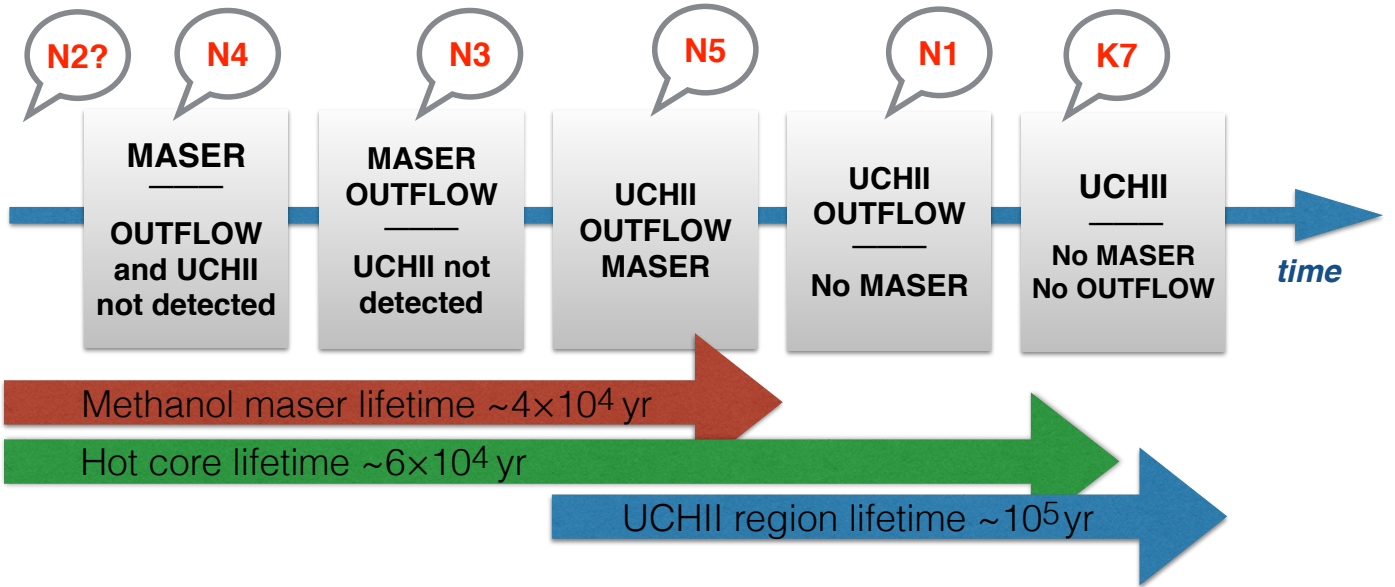 N2?
N4
N3
N5
N1
K7
MASER
———
OUTFLOW
and UCHII
not detected
MASER
OUTFLOW
———
UCHII not
detected
UCHII
OUTFLOW
MASER
UCHII
OUTFLOW
———
No MASER
UCHII
———
No MASER
No OUTFLOW
time
Methanol maser lifetime ~4×10⁴ yr
Hot core lifetime ~6×10⁴ yr
UCHII region lifetime ~10⁵ yr